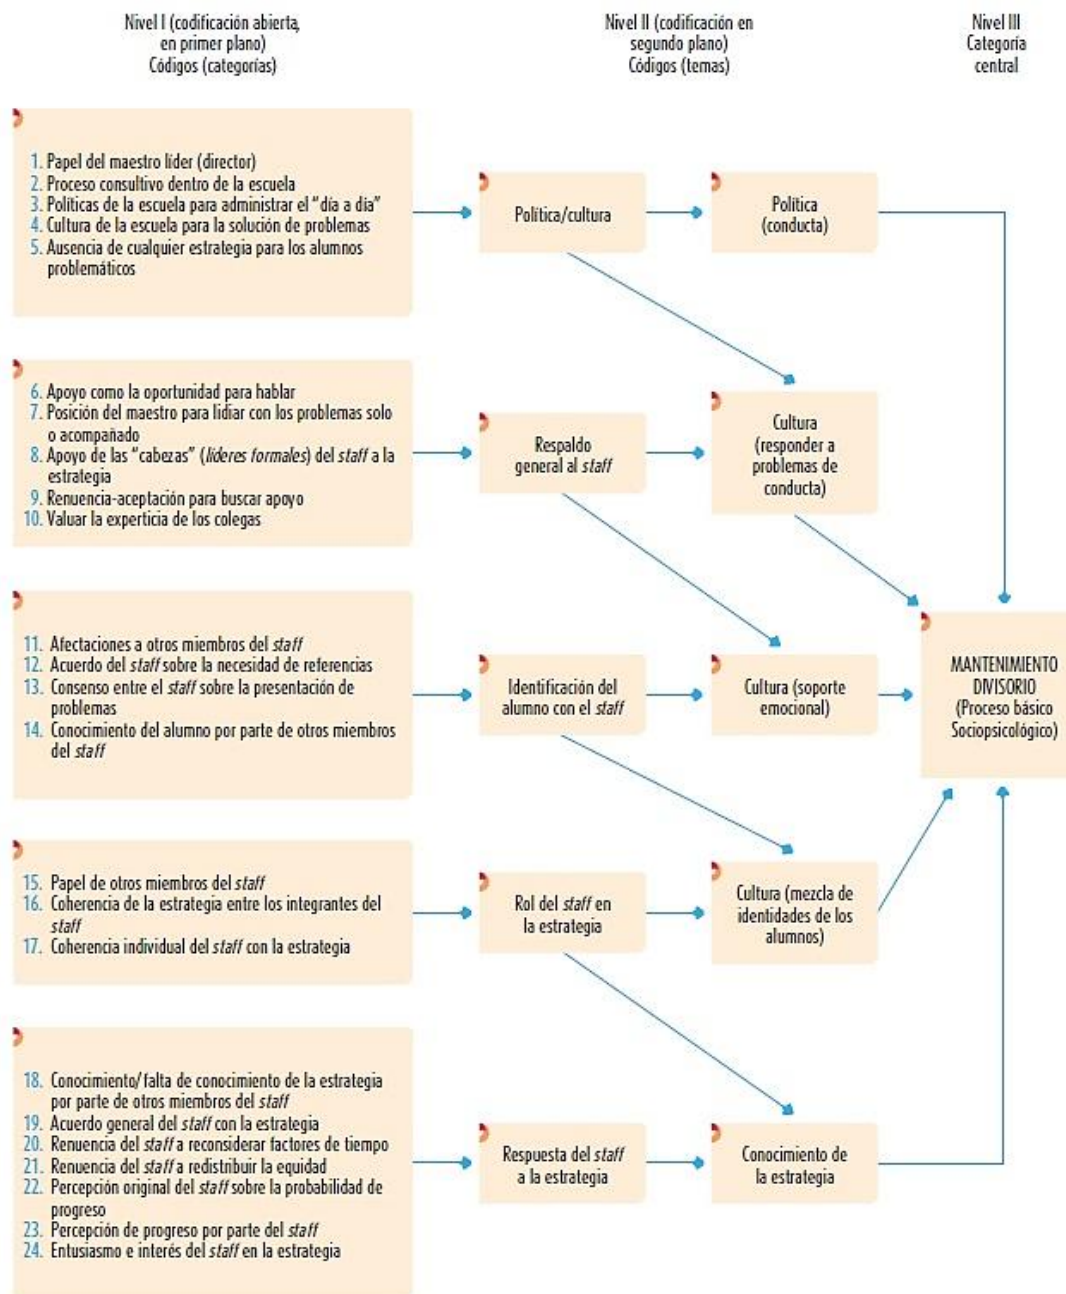 Nivel I (codificación abierta,
en primer plano)
Códigos (categorías)
Nivel II (codificación en
segundo plano)
Códigos (temas)
Nivel III
Categoría
central
1. Papel del maestro líder (director)
2. Proceso consultivo dentro de la escuela
3. Políticas de la escuela para administrar el "día a día"
4. Cultura de la escuela para la solución de problemas
5. Ausencia de cualquier estrategia para los alumnos
problemáticos
Política/cultura
Política
(conducta)
6. Apoyo como la oportunidad para hablar
7. Posición del maestro para lidiar con los problemas solo
o acompañado
8. Apoyo de las "cabezas" (líderes formales) del staff a la
estrategia
9. Renuencia-aceptación para buscar apoyo
10. Valuar la experticia de los colegas
Respaldo
general al staff
Cultura
(responder a
problemas de
conducta)
11. Afectaciones a otros miembros del staff
12. Acuerdo del staff sobre la necesidad de referencias
13. Consenso entre el staff sobre la presentación de
problemas
14. Conocimiento del alumno por parte de otros miembros
del staff
Identificación del
alumno con el staff
Cultura (soporte
emocional)
MANTENIMIENTO
DIVISORIO
(Proceso básico
Sociopsicológico)
15. Papel de otros miembros del staff
16. Coherencia de la estrategia entre los integrantes del
staff
17. Coherencia individual del staff con la estrategia
Rol del staff en
la estrategia
Cultura (mezcla de
identidades de los
alumnos)
18. Conocimiento/falta de conocimiento de la estrategia
por parte de otros miembros del staff
19. Acuerdo general del staff con la estrategia
20. Renuencia del staff a reconsiderar factores de tiempo
21. Renuencia del staff a redistribuir la equidad
22. Percepción original del staff sobre la probabilidad de
progreso
23. Percepción de progreso por parte del staff
24. Entusiasmo e interés del staff en la estrategia
Respuesta del staff
a la estrategia
Conocimiento de
la estrategia